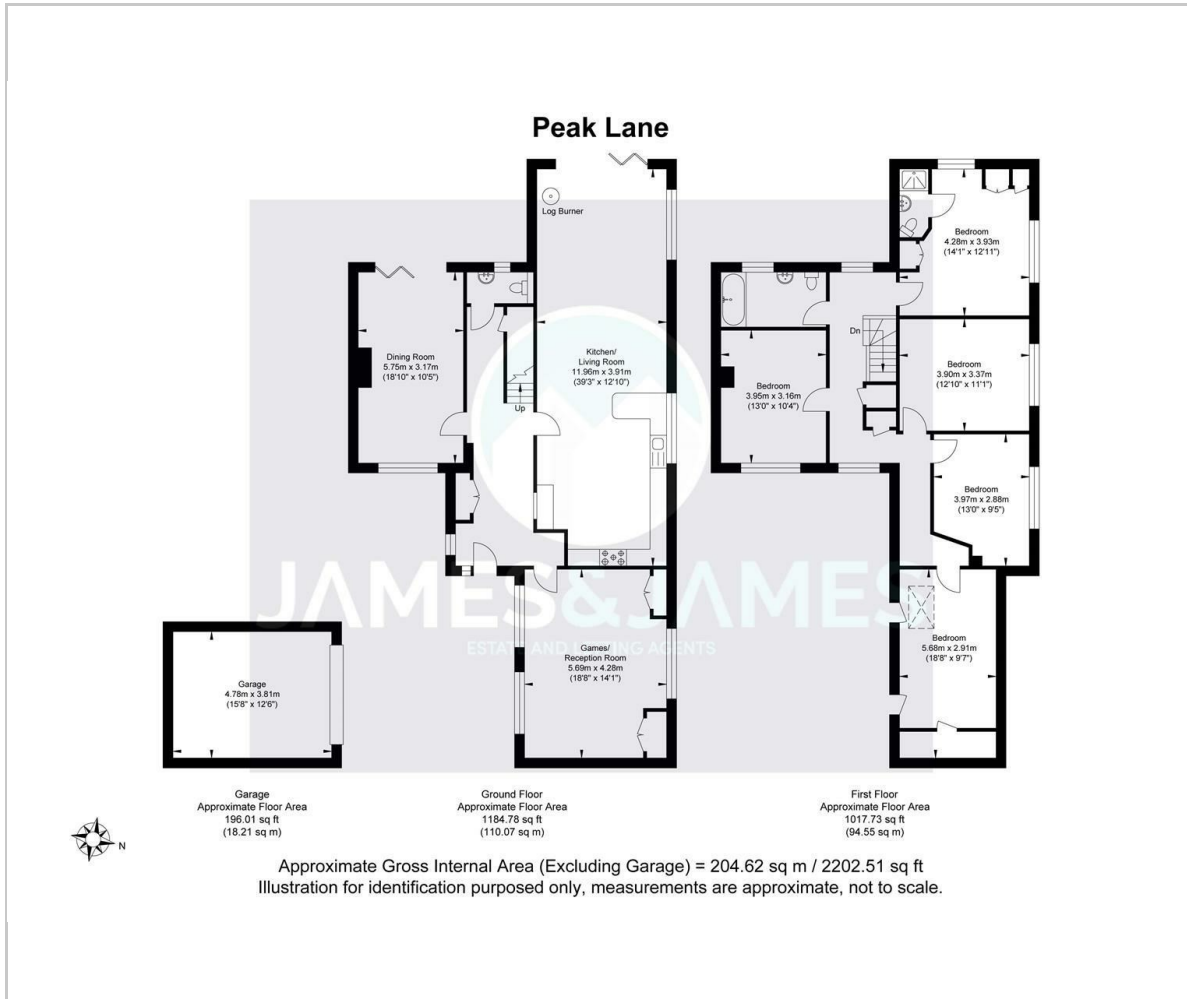 Peak Lane
Log Burner
Dining Room
5.75m x 3.17m
(18'10" x 10'5")
Kitchen/
Living Room
11.96m x 3.91m
(39'3" x 12'10")
Up
Games/
Reception Room
5.69m x 4.28m
(18'8" x 14'1")
Garage
4.78m x 3.81m
(15'8" x 12'6")
Bedroom
4.28m x 3.93m
(14'1" x 12'11")
Dn
Bedroom
3.90m x 3.37m
(12'10" x 11'1")
Bedroom
3.95m x 3.16m
(13'0" x 10'4")
Bedroom
3.97m x 2.88m
(13'0" x 9'5")
Bedroom
5.68m x 2.91m
(18'8" x 9'7")
JAMES&JAMES
ESTATE AND LETTING AGENTS
Garage
Approximate Floor Area
196.01 sq ft
(18.21 sq m)
Ground Floor
Approximate Floor Area
1184.78 sq ft
(110.07 sq m)
First Floor
Approximate Floor Area
1017.73 sq ft
(94.55 sq m)
N
Approximate Gross Internal Area (Excluding Garage) = 204.62 sq m / 2202.51 sq ft
Illustration for identification purposed only, measurements are approximate, not to scale.